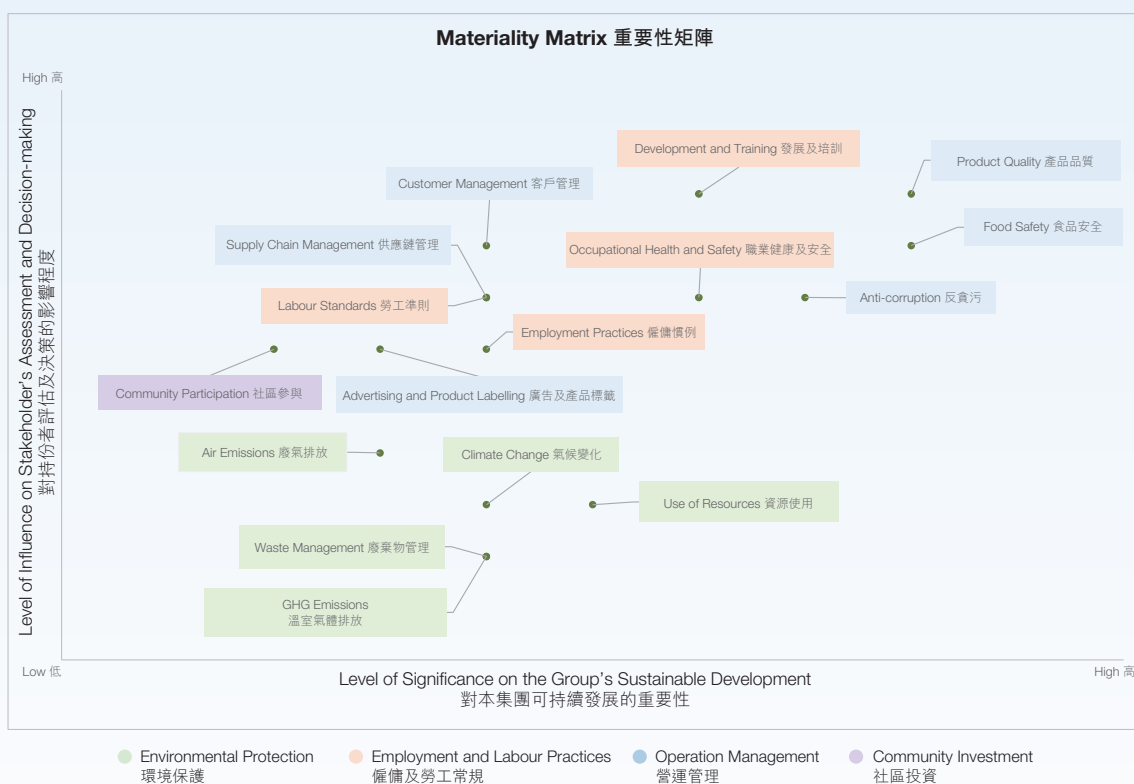 Materiality Matrix 重要性矩陣
High 高
Level of Influence on Stakeholder's Assessment and Decision-making
對持份者評估及決策的影響程度
Development and Training 發展及培訓
Product Quality 產品品質
Customer Management 客戶管理
Food Safety 食品安全
Supply Chain Management 供應鏈管理
Occupational Health and Safety 職業健康及安全
Labour Standards 勞工準則
Anti-corruption 反貪污
Employment Practices 僱傭慣例
Community Participation 社區參與
Advertising and Product Labelling 廣告及產品標籤
Air Emissions 廢氣排放
Climate Change 氣候變化
Use of Resources 資源使用
Waste Management 廢棄物管理
GHG Emissions
溫室氣體排放
Low 低
High 高
Level of Significance on the Group's Sustainable Development
對本集團可持續發展的重要性
Environmental Protection
環境保護
Employment and Labour Practices
僱傭及勞工常規
Operation Management
營運管理
Community Investment
社區投資